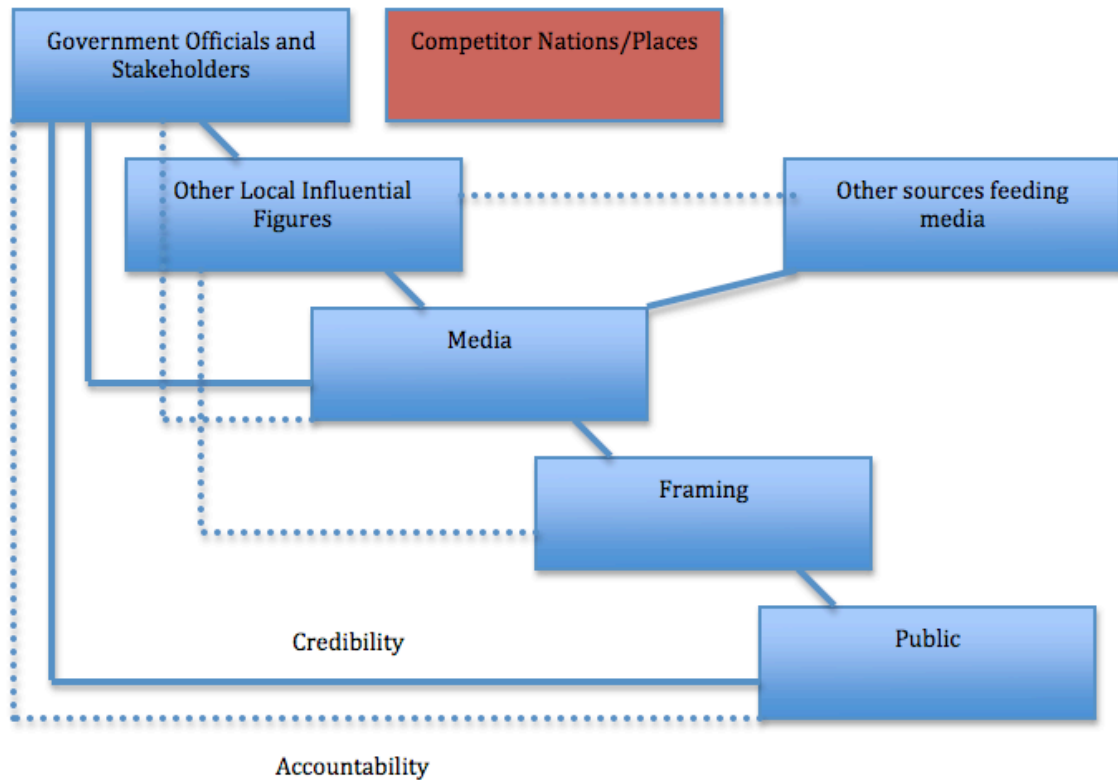 Government Officials and
Stakeholders
Competitor Nations/Places
Other Local Influential
Figures
Other sources feeding
media
Media
Framing
Public
Credibility
Accountability